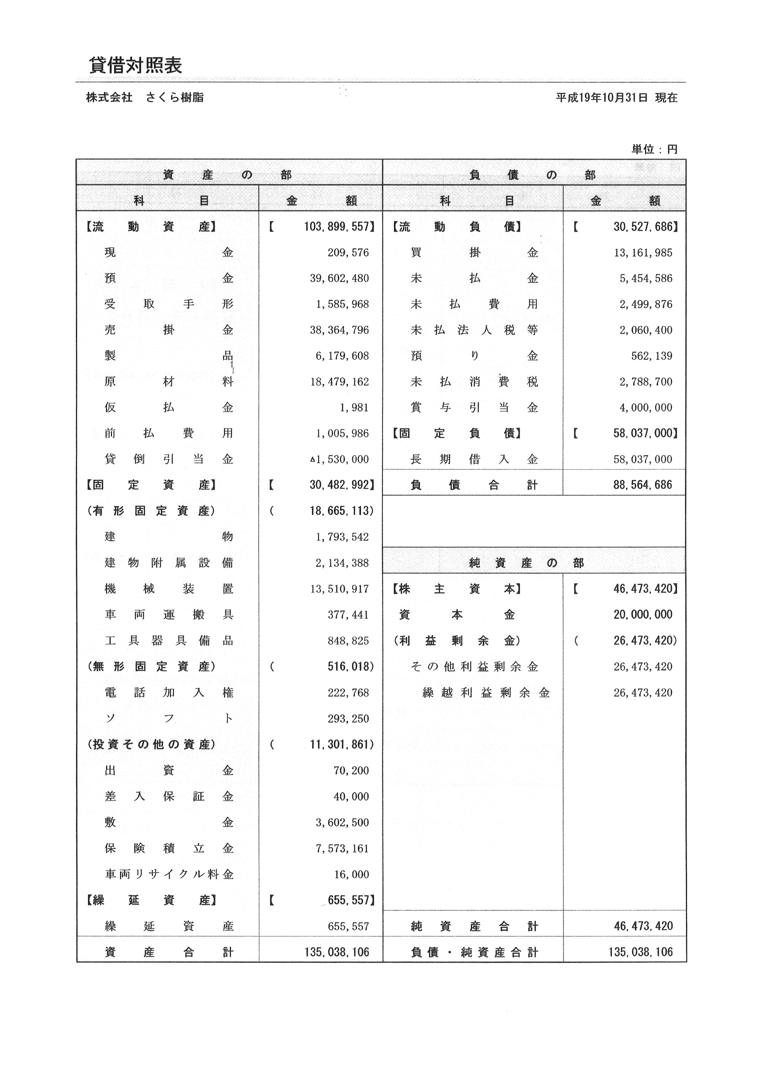 貸借対照表
株式会社 さくら樹脂 平成19年10月31日 現在
単位：円
資産の部
科目 金額
【流動資産】 【 103,899,557】
現金 209,576
預金 39,602,480
受取手形 1,585,968
売掛金 38,364,796
製品 6,179,608
原材料 18,479,162
仮払金 1,981
前払費用 1,005,986
貸倒引当金 △1,530,000
【固定資産】 【 30,482,992】
(有形固定資産) ( 18,665,113)
建物 1,793,542
建物附属設備 2,134,388
機械装置 13,510,917
車両運搬具 377,441
工具器具備品 848,825
(無形固定資産) ( 516,018)
電話加入権 222,768
ソフト 293,250
(投資その他の資産) ( 11,301,861)
出資金 70,200
差入保証金 40,000
敷金 3,602,500
保険積立金 7,573,161
車両リサイクル料金 16,000
【繰延資産】 【 655,557】
繰延資産 655,557
資産合計 135,038,106
負債の部
科目 金額
【流動負債】 【 30,527,686】
買掛金 13,161,985
未払金 5,454,586
未払費用 2,499,876
未払法人税等 2,060,400
預り金 562,139
未払消費税 2,788,700
賞与引当金 4,000,000
【固定負債】 【 58,037,000】
長期借入金 58,037,000
負債合計 88,564,686
純資産の部
【株主資本】 【 46,473,420】
資本金 20,000,000
(利益剰余金) ( 26,473,420)
その他利益剰余金 26,473,420
繰越利益剰余金 26,473,420
純資産合計 46,473,420
負債・純資産合計 135,038,106